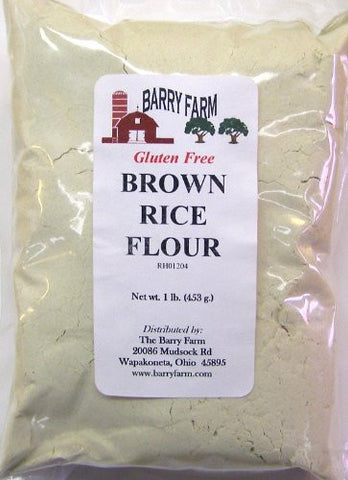 BARRY FARM
Gluten Free
BROWN
RICE
FLOUR
RH01204
Net wt. 1 lb. (453 g.)
Distributed by:
The Barry Farm
20086 Mudsock Rd
Wapakoneta, Ohio 45895
www.barryfarm.com